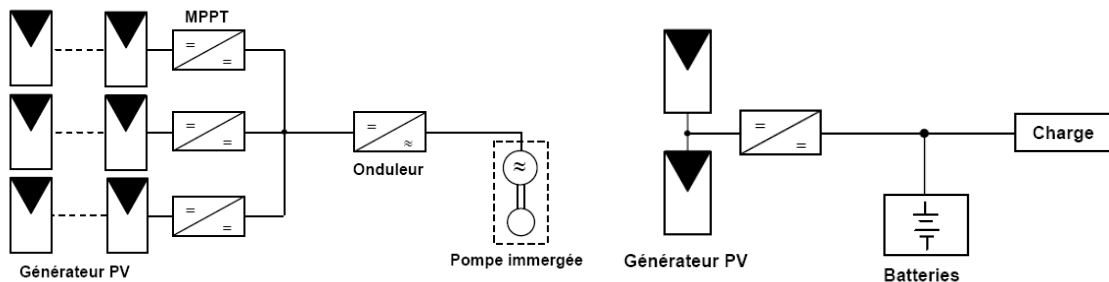 MPPT
Onduleur
Générateur PV
Pompe immergée
Charge
Générateur PV
Batteries